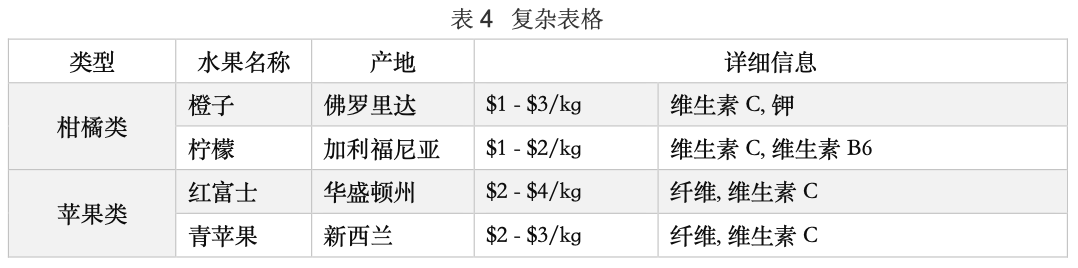 表 4 复杂表格
类型 水果名称 产地 详细信息
柑橘类 橙子 佛罗里达 $1 - $3/kg 维生素 C, 钾
柠檬 加利福尼亚 $1 - $2/kg 维生素 C, 维生素 B6
苹果类 红富士 华盛顿州 $2 - $4/kg 纤维, 维生素 C
青苹果 新西兰 $2 - $3/kg 纤维, 维生素 C